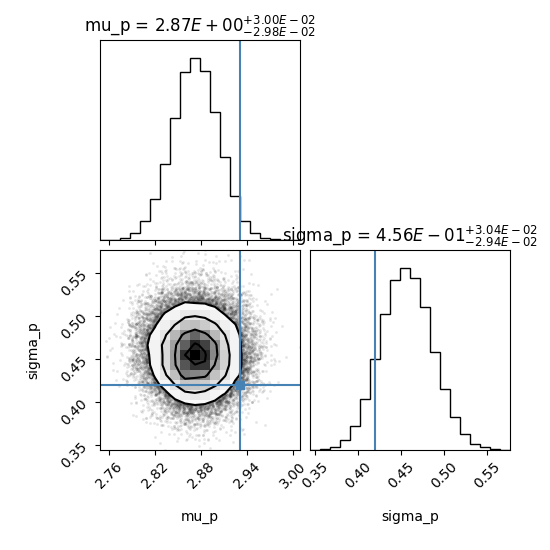 mu_p = 2.87E + 00+3.00E − 02 −2.98E − 02
sigma_p = 4.56E − 01+3.04E − 02 −2.94E − 02
0.55
0.50
0.45
0.40
0.35
sigma_p
2.76 2.82 2.88 2.94 3.00 0.35 0.40 0.45 0.50 0.55
mu_p sigma_p